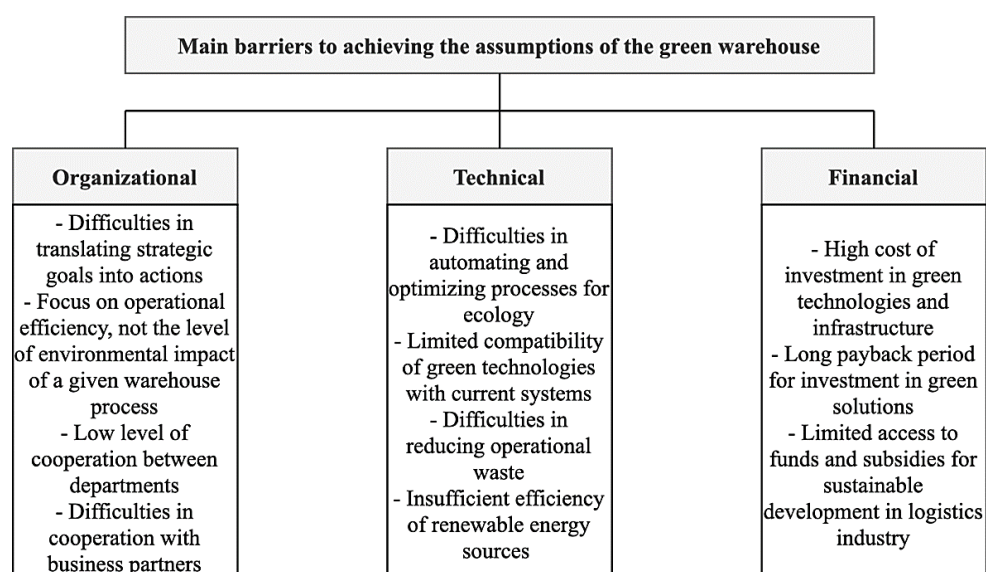 Main barriers to achieving the assumptions of the green warehouse
Organizational
- Difficulties in
translating strategic
goals into actions
- Focus on operational
efficiency, not the level
of environmental impact
of a given warehouse
process
- Low level of
cooperation between
departments
- Difficulties in
cooperation with
business partners
Technical
- Difficulties in
automating and
optimizing processes for
ecology
- Limited compatibility
of green technologies
with current systems
- Difficulties in
reducing operational
waste
- Insufficient efficiency
of renewable energy
sources
Financial
- High cost of
investment in green
technologies and
infrastructure
- Long payback period
for investment in green
solutions
- Limited access to
funds and subsidies for
sustainable
development in logistics
industry